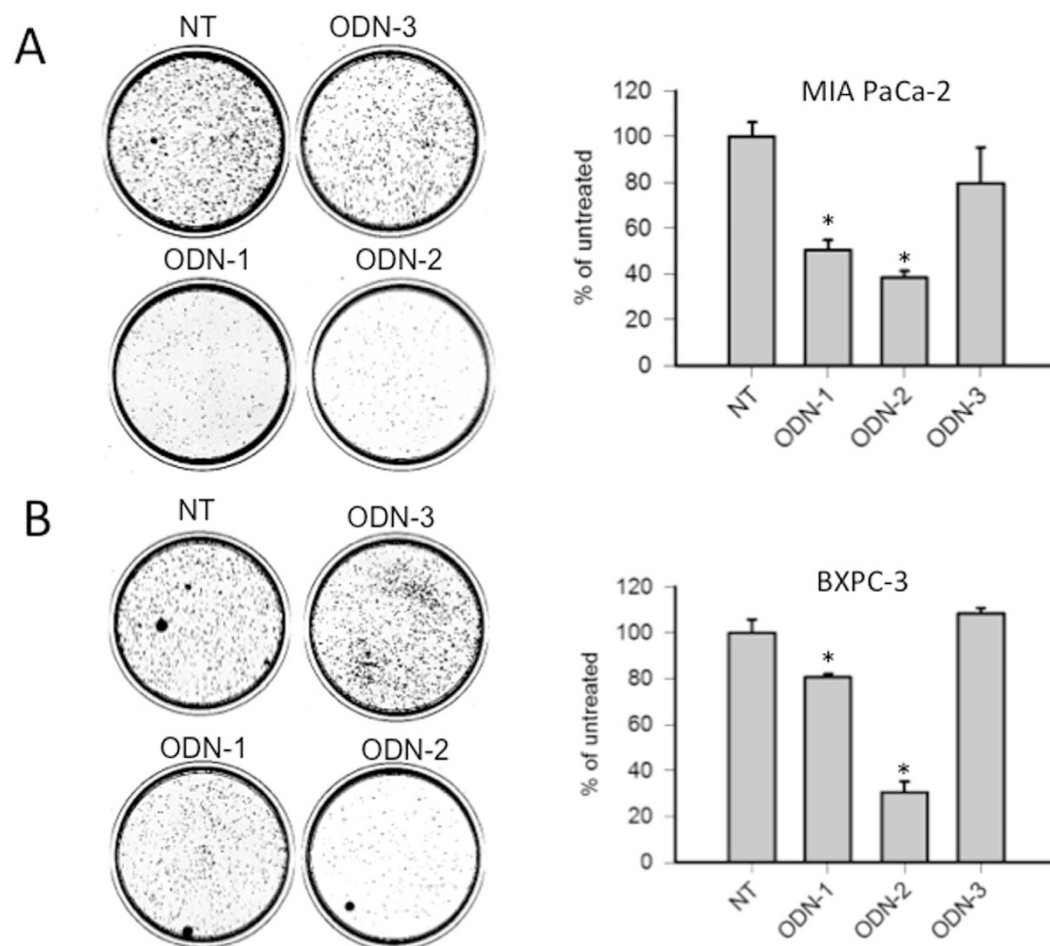 A
NT
ODN-3
ODN-1
ODN-2
MIA PaCa-2
% of untreated
120
100
80
60
40
20
0
NT
ODN-1
ODN-2
ODN-3
*
*
B
NT
ODN-3
ODN-1
ODN-2
BXPC-3
% of untreated
120
100
80
60
40
20
0
NT
ODN-1
ODN-2
ODN-3
*
*